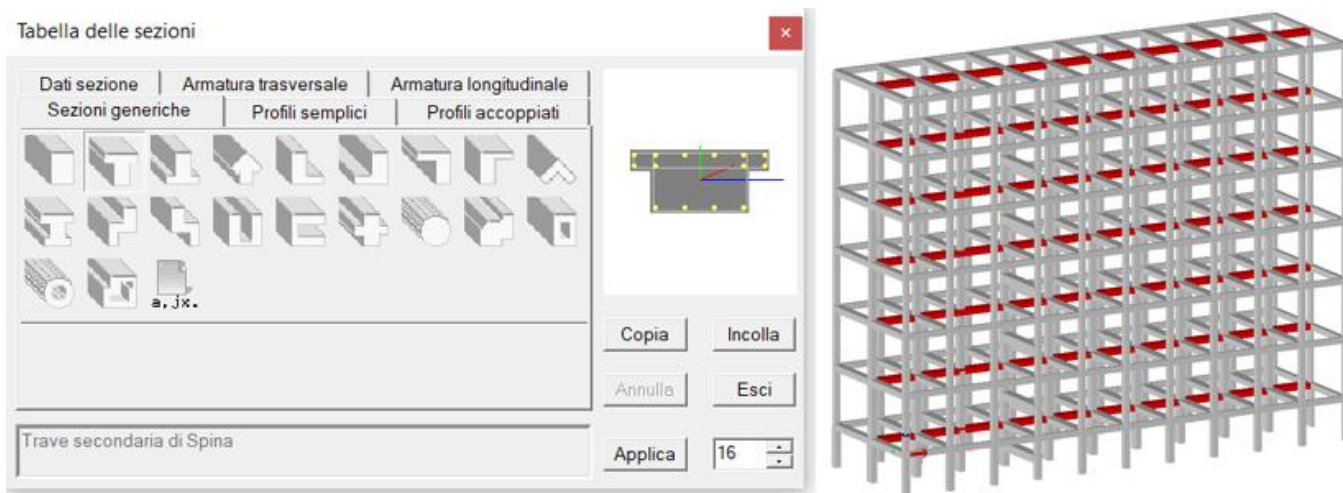 Tabella delle sezioni
×
Dati sezione Armatura trasversale Armatura longitudinale
Sezioni generiche Profili semplici Profili accoppiati
a,jx.
Copia Incolla
Annulla Esci
Trave secondaria di Spina
Applica 16